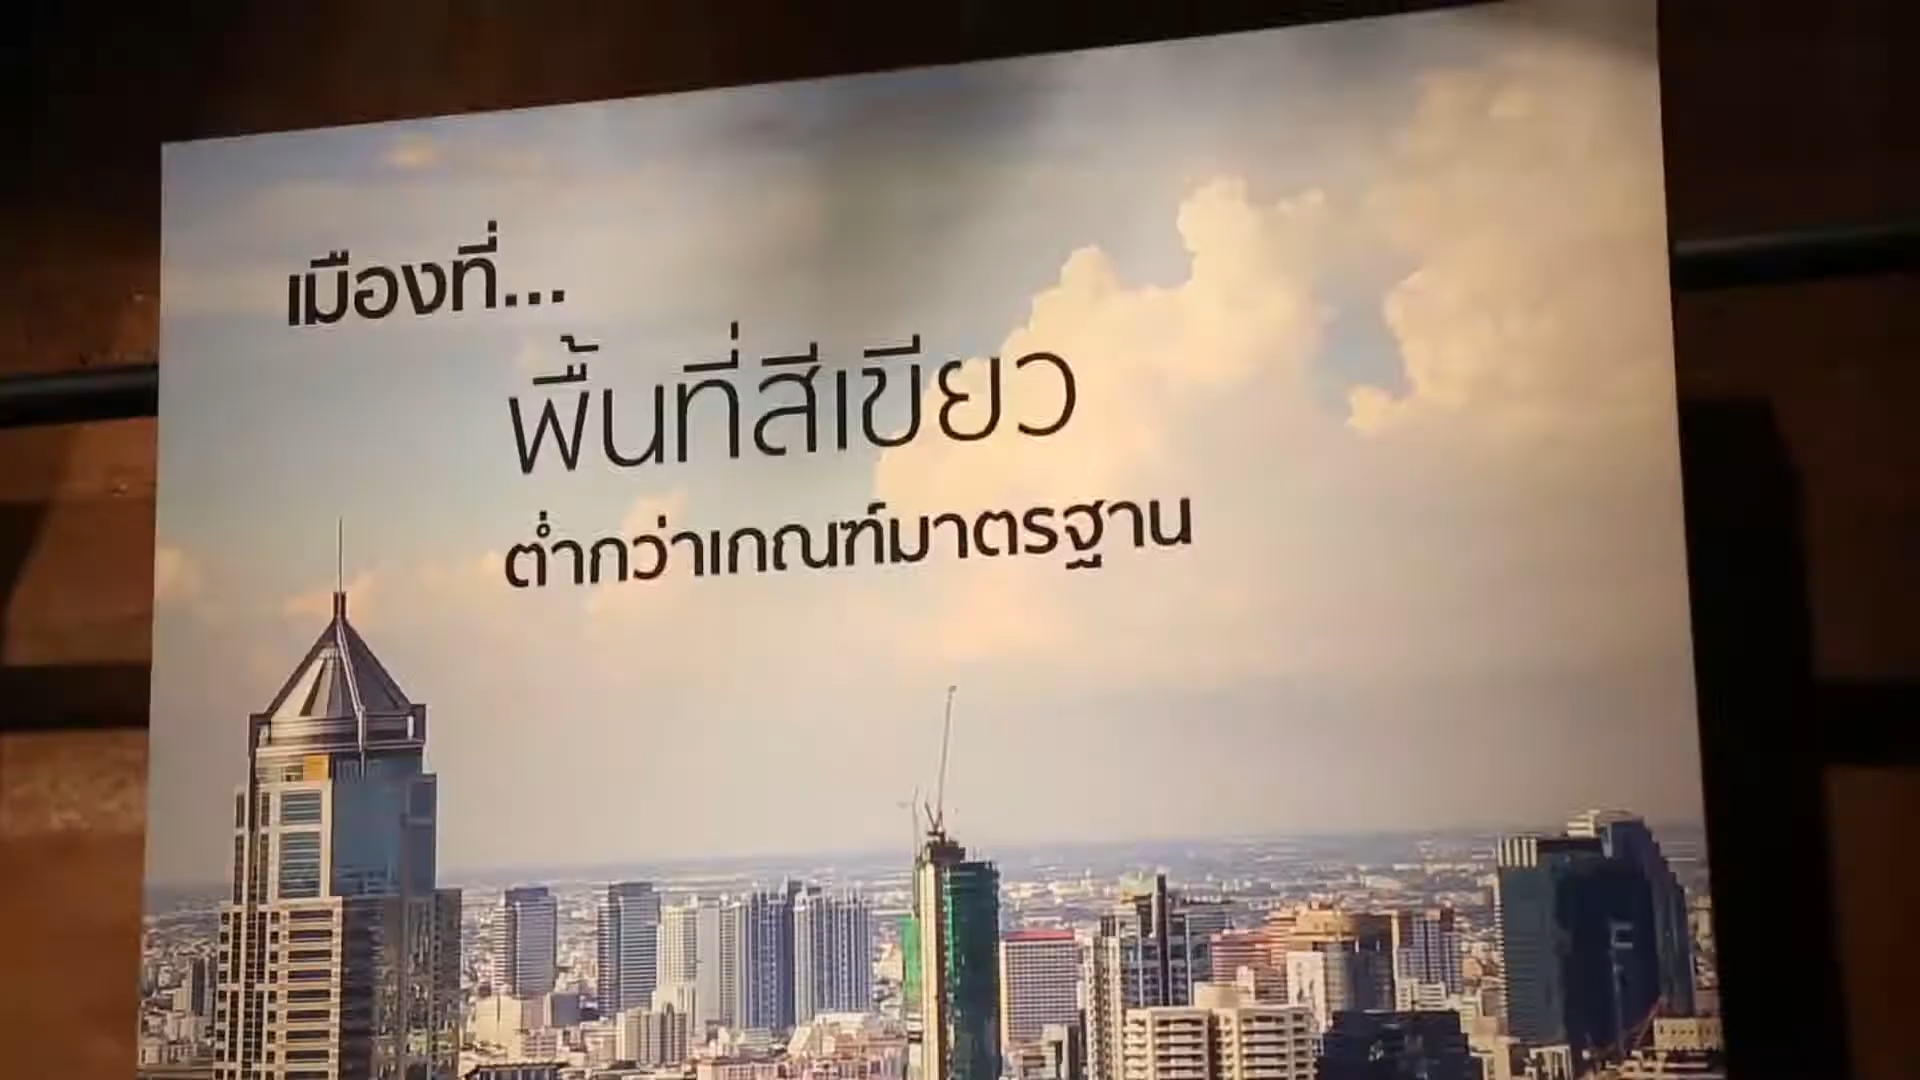 เมืองที่...
พื้นที่สีเขียว
ต่ำกว่าเกณฑ์มาตรฐาน